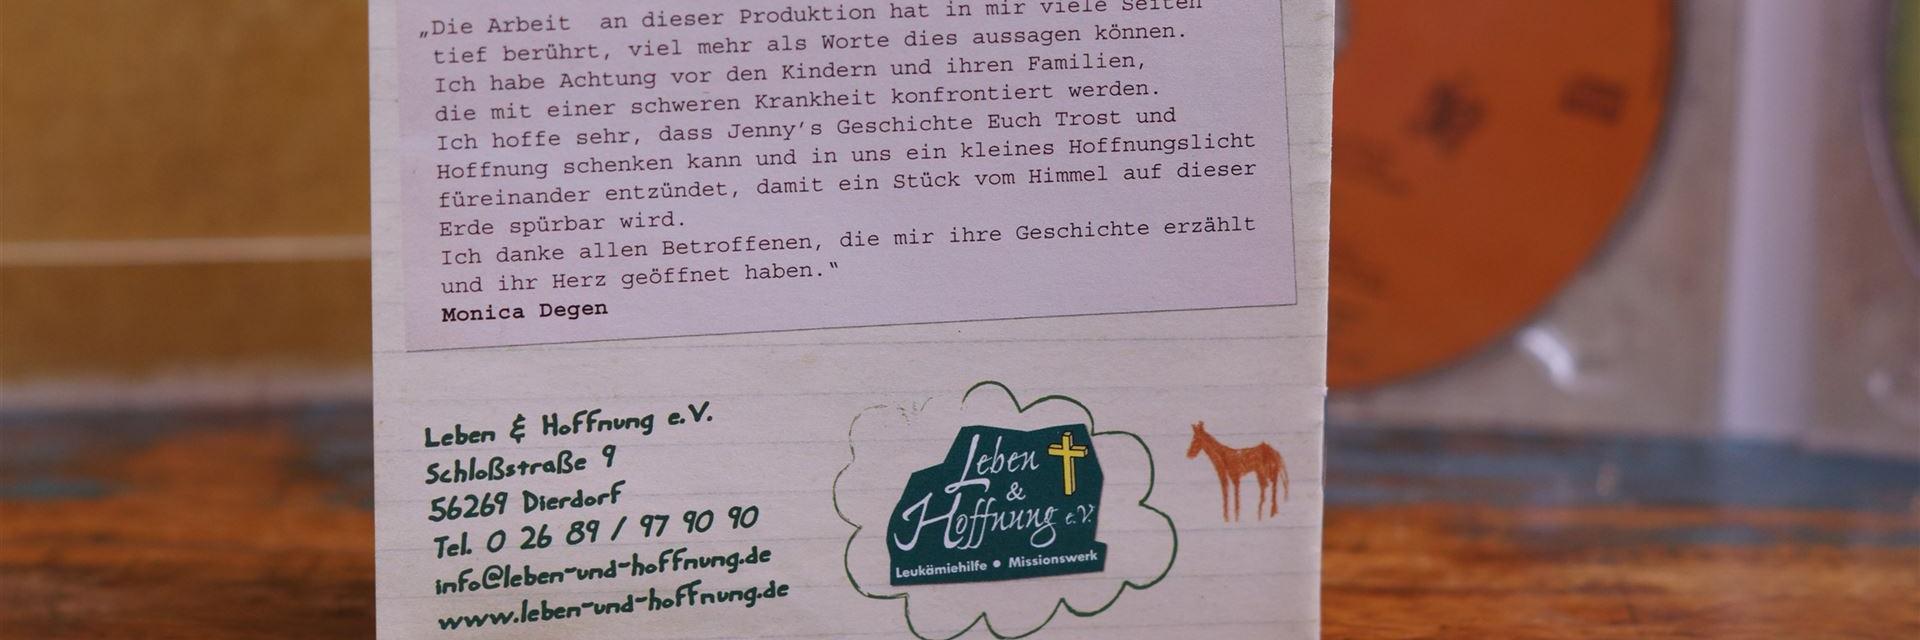 „Die Arbeit an dieser Produktion hat in mir viele Seiten
tief berührt, viel mehr als Worte dies aussagen können.
Ich habe Achtung vor den Kindern und ihren Familien,
die mit einer schweren Krankheit konfrontiert werden.
Ich hoffe sehr, dass Jenny’s Geschichte Euch Trost und
Hoffnung schenken kann und in uns ein kleines Hoffnungslicht
füreinander entzündet, damit ein Stück vom Himmel auf dieser
Erde spürbar wird.
Ich danke allen Betroffenen, die mir ihre Geschichte erzählt
und ihr Herz geöffnet haben.“
Monica Degen
Leben & Hoffnung e.V.
Schloßstraße 9
56269 Dierdorf
Tel. 0 26 89 / 97 90 90
info@leben-und-hoffnung.de
www.leben-und-hoffnung.de
Leben
&
Hoffnung e.V.
Leukämiehilfe • Missionswerk